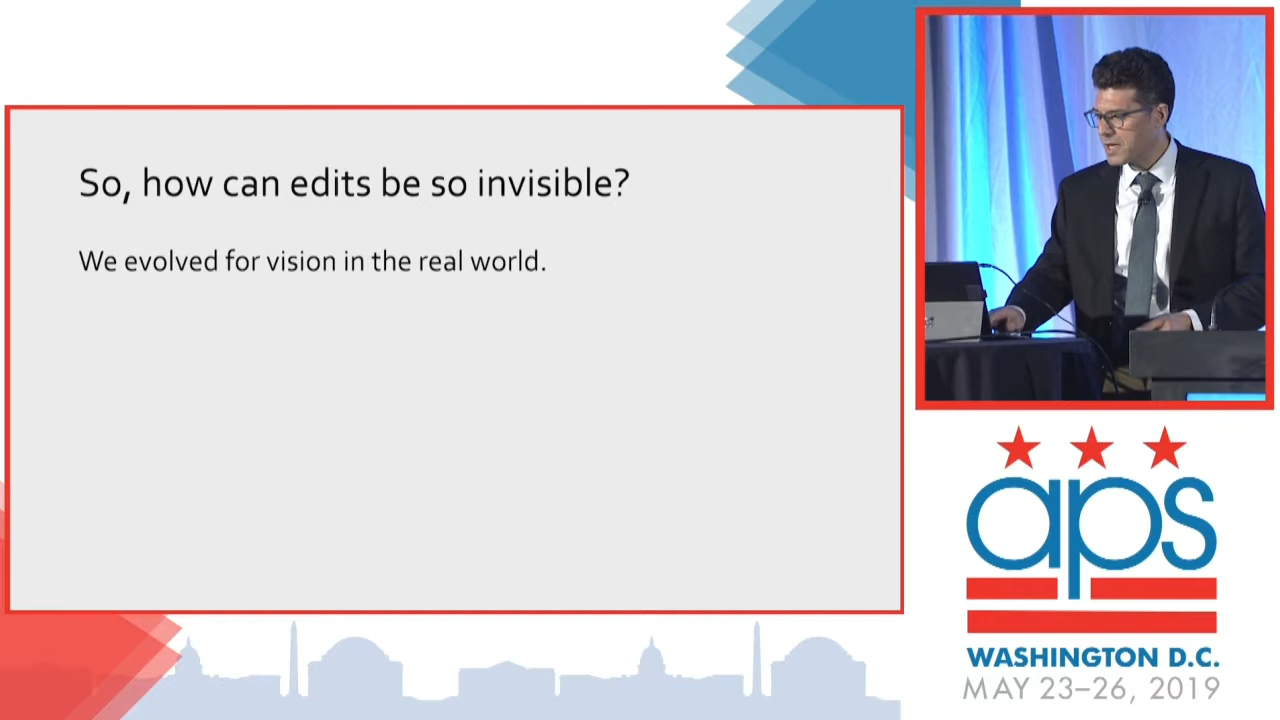 So, how can edits be so invisible?
We evolved for vision in the real world.
aps
WASHINGTON D.C.
MAY 23–26, 2019